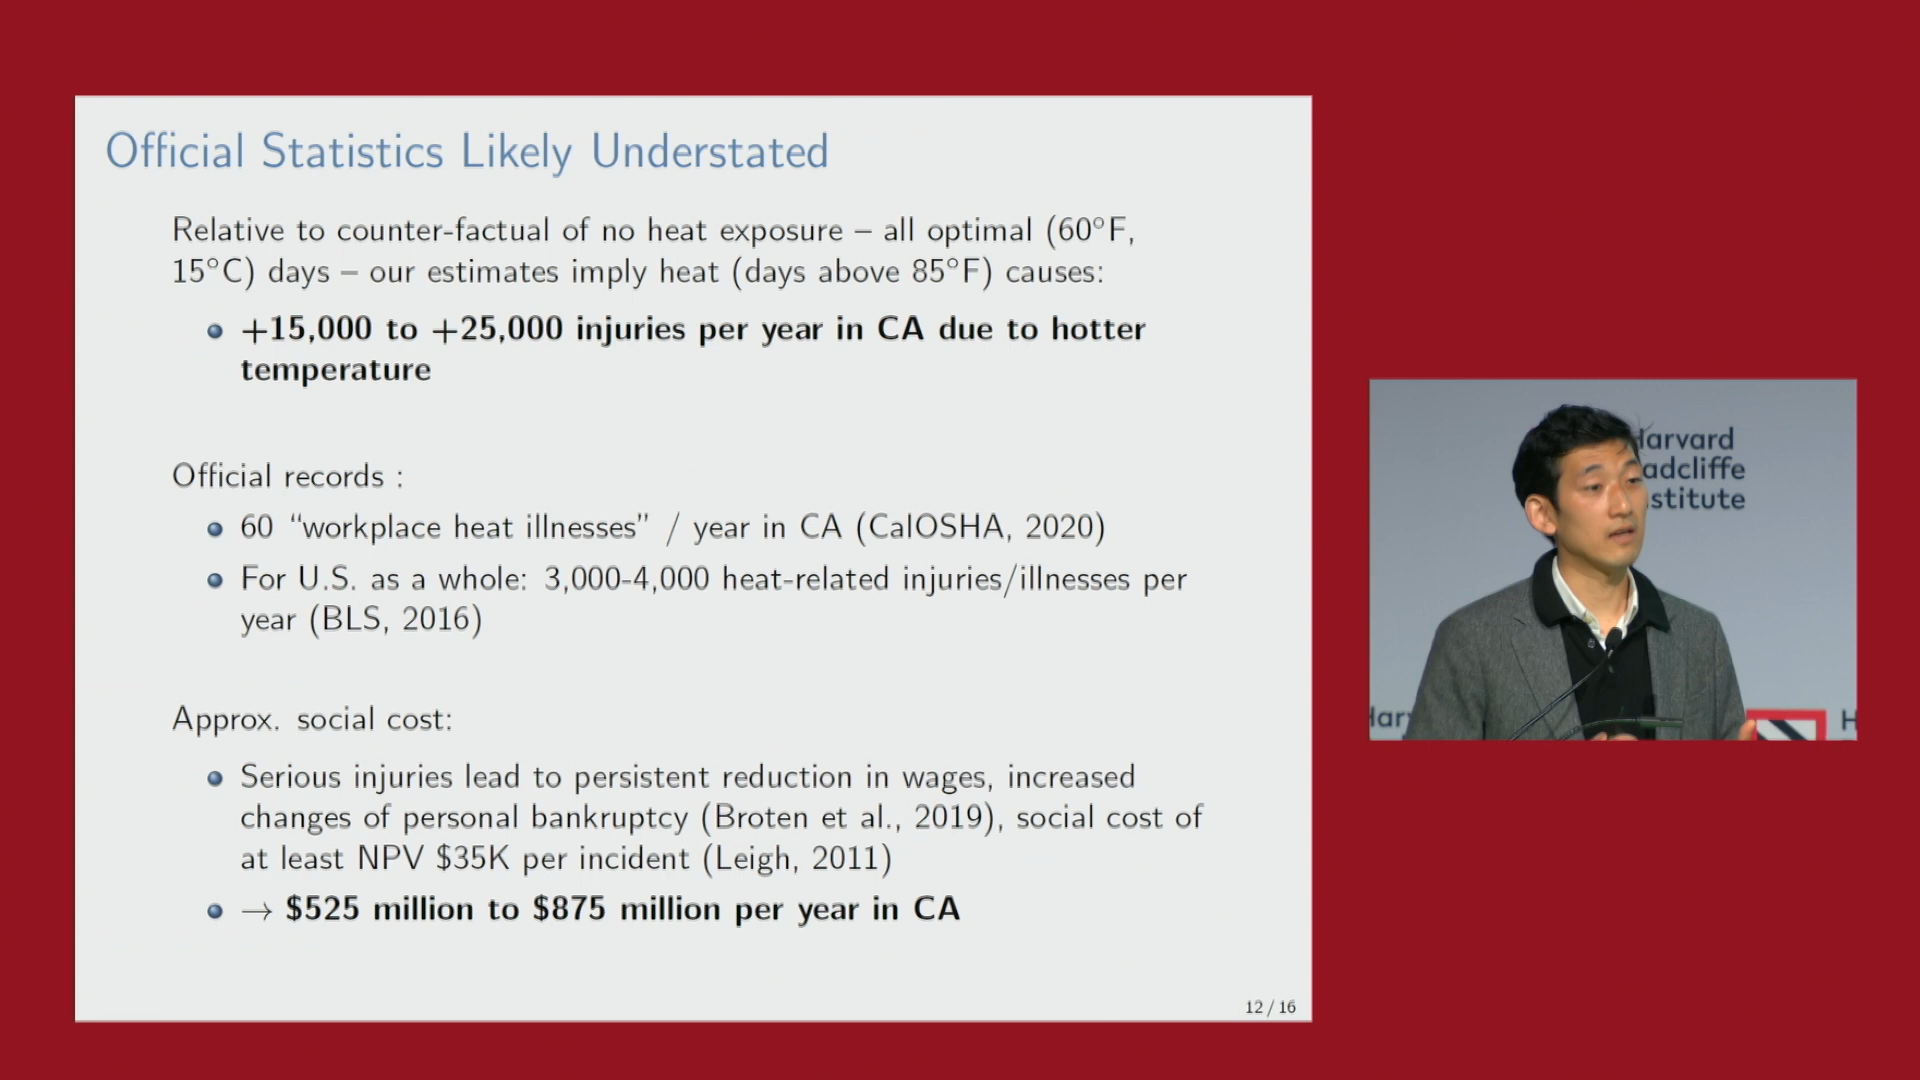 Official Statistics Likely Understated
Relative to counter-factual of no heat exposure – all optimal (60°F,
15°C) days – our estimates imply heat (days above 85°F) causes:
+15,000 to +25,000 injuries per year in CA due to hotter
temperature
Official records :
60 “workplace heat illnesses” / year in CA (CalOSHA, 2020)
For U.S. as a whole: 3,000-4,000 heat-related injuries/illnesses per
year (BLS, 2016)
Approx. social cost:
Serious injuries lead to persistent reduction in wages, increased
changes of personal bankruptcy (Broten et al., 2019), social cost of
at least NPV $35K per incident (Leigh, 2011)
→ $525 million to $875 million per year in CA
12 / 16
Harvard
adcliffe
stitute
Har
H